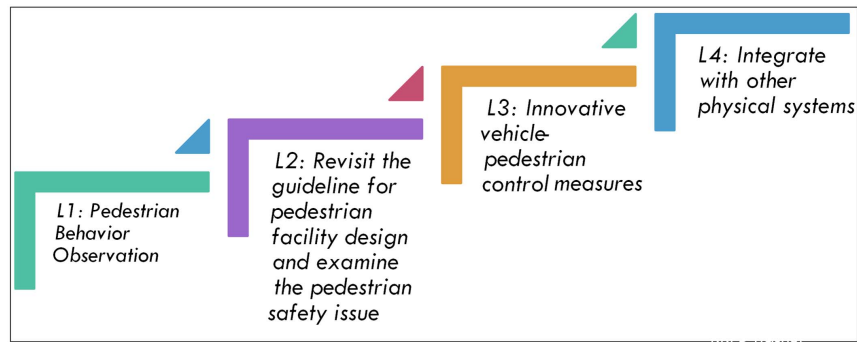 L1: Pedestrian
Behavior
Observation
L2: Revisit the
guideline for
pedestrian
facility design
and examine
the pedestrian
safety issue
L3: Innovative
vehicle-
pedestrian
control measures
L4: Integrate
with other
physical systems